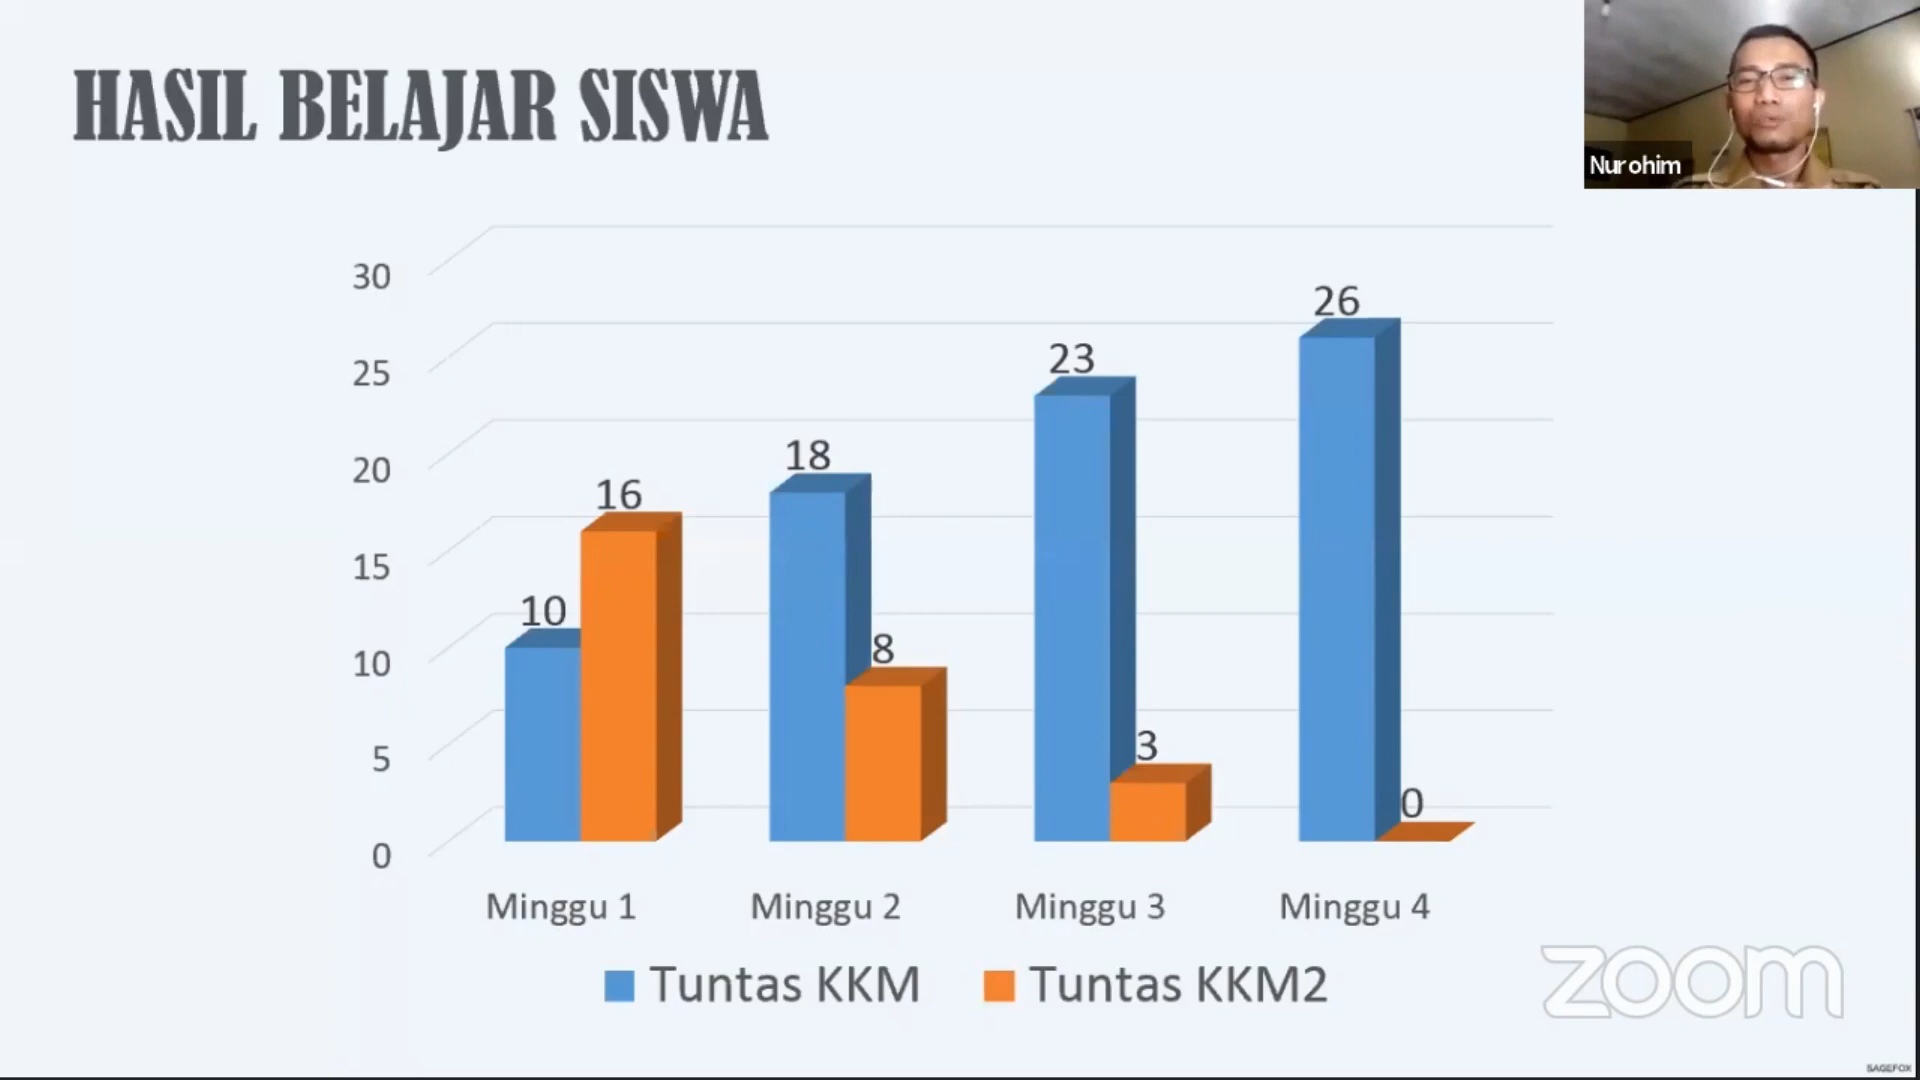 HASIL BELAJAR SISWA
Nurohim
30
25
20
15
10
5
0
10
16
18
8
23
3
26
0
Minggu 1
Minggu 2
Minggu 3
Minggu 4
Tuntas KKM
Tuntas KKM2
zoom
SAGEFOX